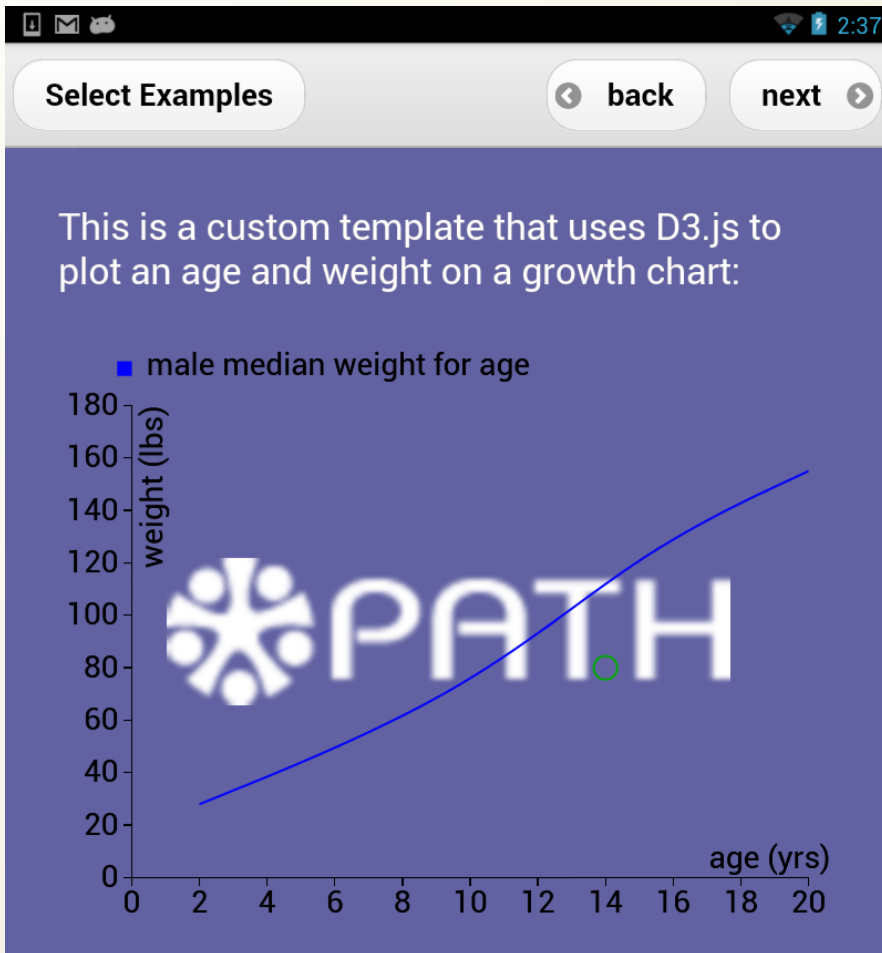 2:37
Select Examples
back
next
This is a custom template that uses D3.js to
plot an age and weight on a growth chart:
male median weight for age
180
160
140
120
100
80
60
40
20
0
weight (lbs)
PATH
age (yrs)
0 2 4 6 8 10 12 14 16 18 20